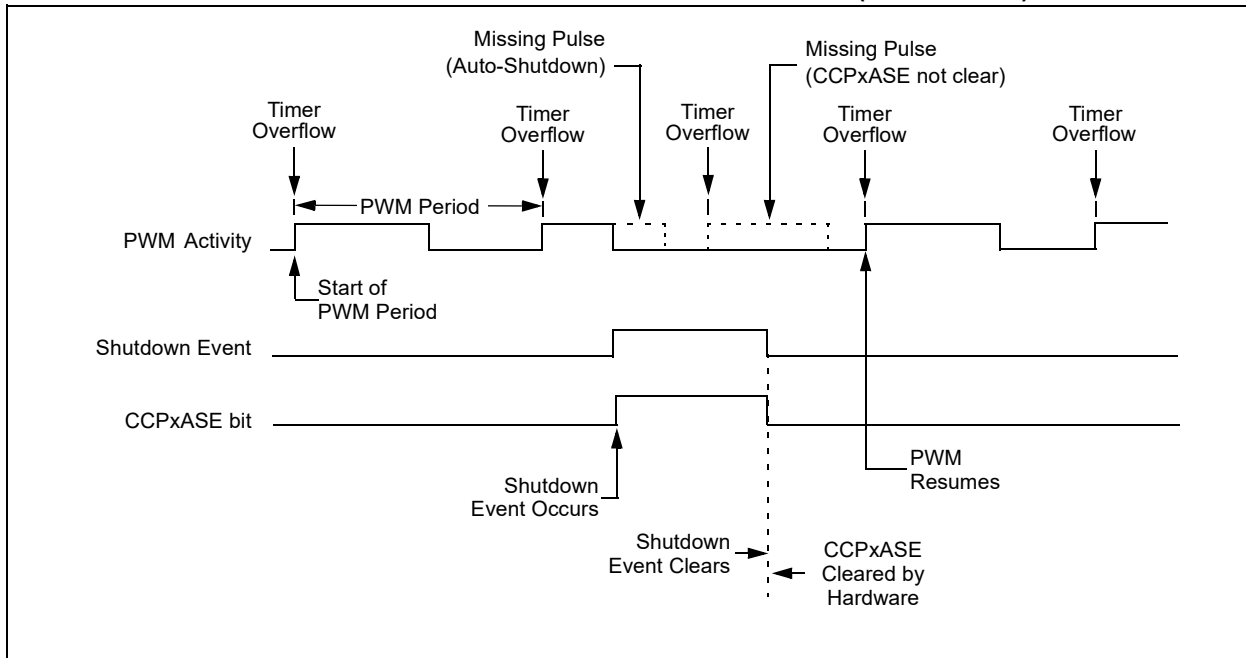 Missing Pulse
(Auto-Shutdown)
Missing Pulse
(CCPxASE not clear)
Timer
Overflow
Timer
Overflow
Timer
Overflow
Timer
Overflow
Timer
Overflow
PWM Period
PWM Activity
Start of
PWM Period
Shutdown Event
CCPxASE bit
Shutdown
Event Occurs
PWM
Resumes
Shutdown
Event Clears
CCPxASE
Cleared by
Hardware